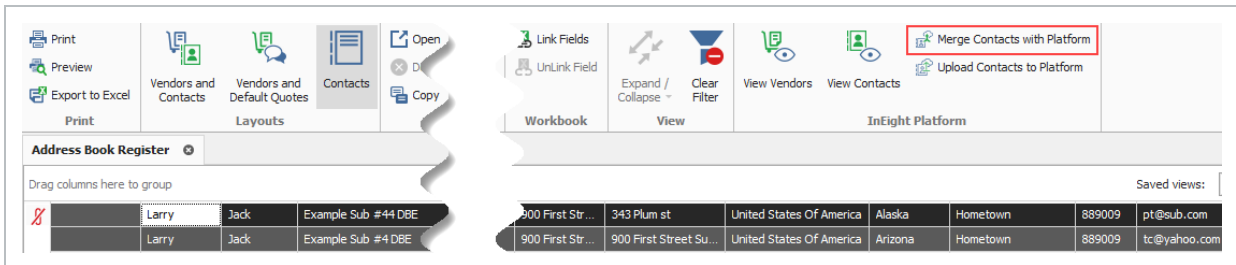 Print
Preview
Export to Excel
Print
Vendors and
Contacts
Vendors and
Default Quotes
Contacts
Layouts
Open
Copy
Link Fields
UnLink Field
Workbook
Expand /
Collapse
Clear
Filter
View
View Vendors
View Contacts
Merge Contacts with Platform
Upload Contacts to Platform
InEight Platform
Address Book Register
Drag columns here to group
Saved views:
Larry Jack Example Sub #44 DBE 900 First Str... 343 Plum st United States Of America Alaska Hometown 889009 pt@sub.com
Larry Jack Example Sub #4 DBE 900 First Str... 900 First Street Su... United States Of America Arizona Hometown 889009 tc@yahoo.com